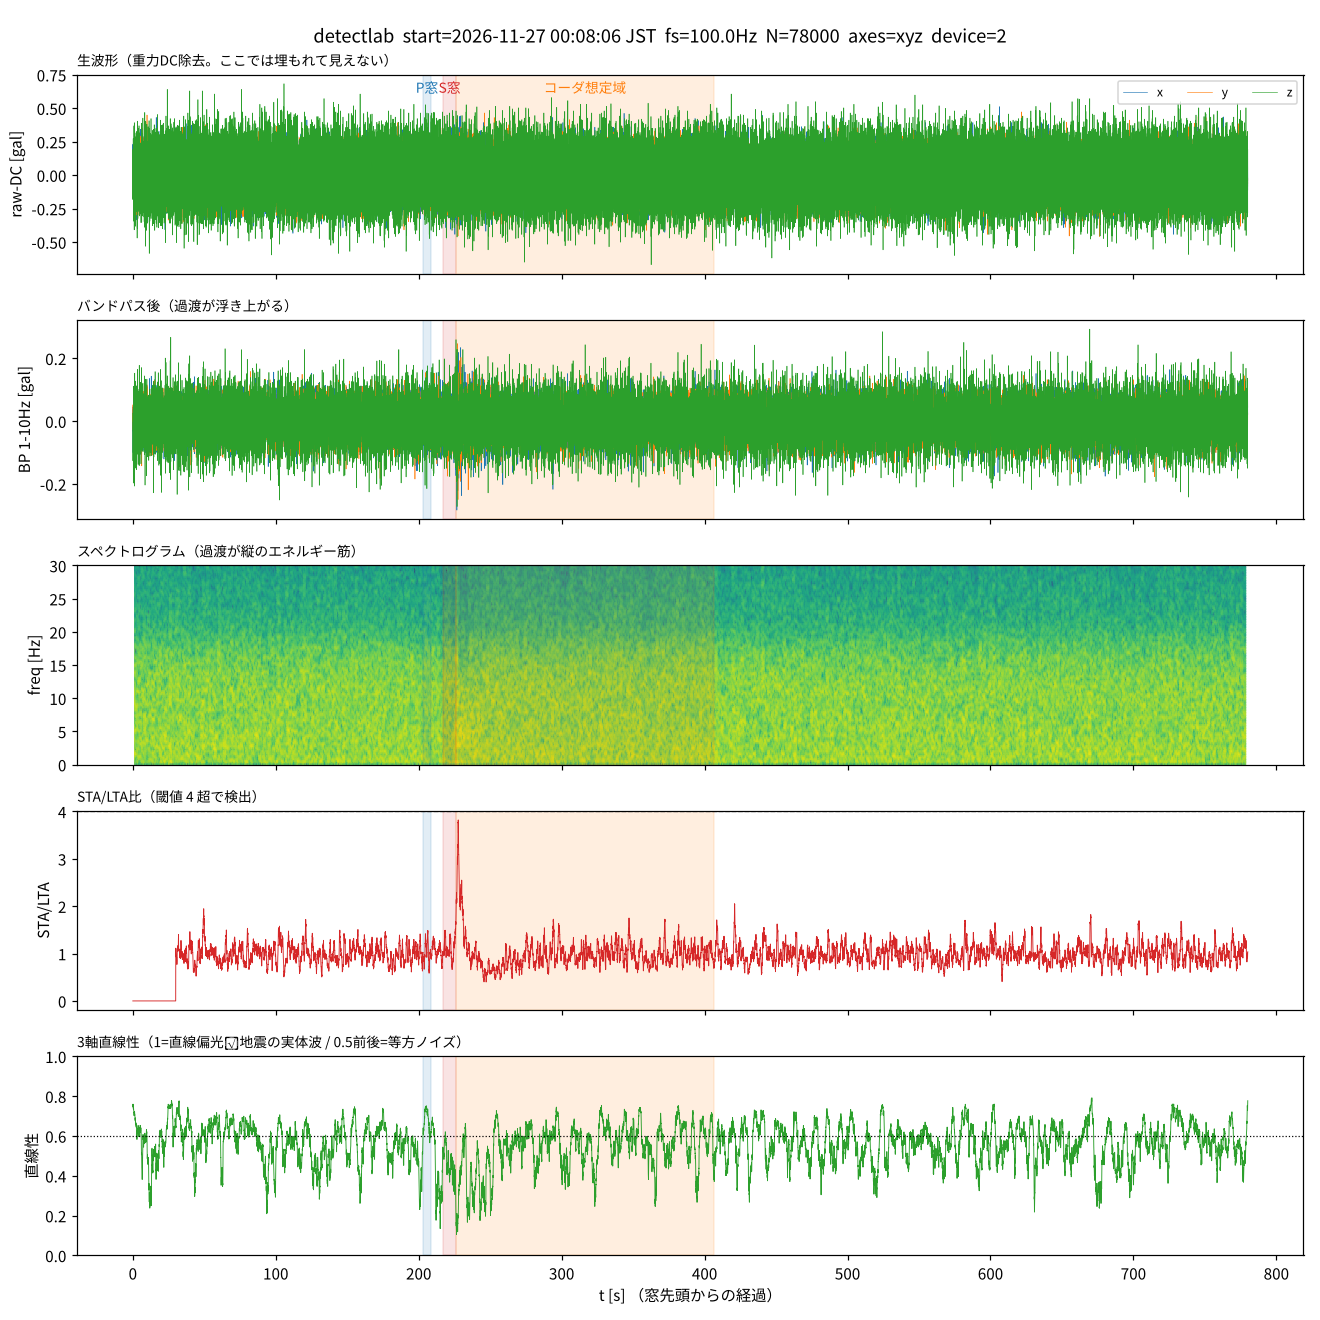 detectlab start=2026-11-27 00:08:06 JST fs=100.0Hz N=78000 axes=xyz device=2
生波形（重力DC除去。ここでは埋もれて見えない）
P窓 S窓 コーダ想定域
x y z
0.75
0.50
0.25
0.00
-0.25
-0.50
raw-DC [gal]
バンドパス後（過渡が浮き上がる）
0.2
0.0
-0.2
BP 1-10Hz [gal]
スペクトログラム（過渡が縦のエネルギー筋）
30
25
20
15
10
5
0
freq [Hz]
STA/LTA比（閾値４超で検出）
4
3
2
1
0
STA/LTA
3軸直線性（1=直線偏光 地震の実体波 / 0.5前後=等方ノイズ）
1.0
0.8
0.6
0.4
0.2
0.0
直線性
0 100 200 300 400 500 600 700 800
t [s] （窓先頭からの経過）